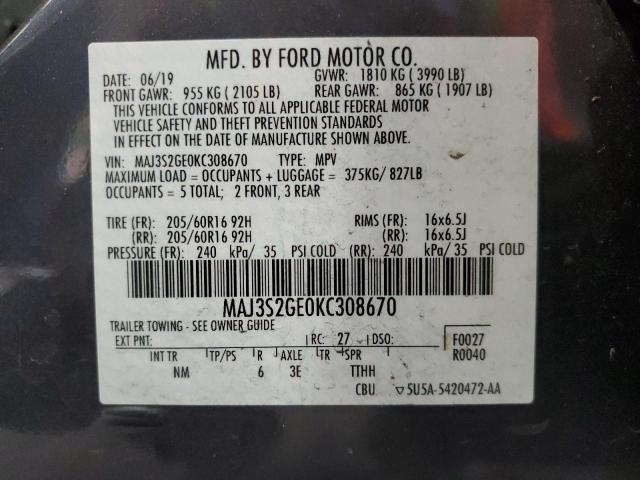 MFD. BY FORD MOTOR CO.
DATE: 06/19 GVWR: 1810 KG ( 3990 LB)
FRONT GAWR: 955 KG ( 2105 LB) REAR GAWR: 865 KG ( 1907 LB)
THIS VEHICLE CONFORMS TO ALL APPLICABLE FEDERAL MOTOR
VEHICLE SAFETY AND THEFT PREVENTION STANDARDS
IN EFFECT ON THE DATE OF MANUFACTURE SHOWN ABOVE.
VIN: MAJ3S2GE0KC308670 TYPE: MPV
MAXIMUM LOAD = OCCUPANTS + LUGGAGE = 375KG/ 827LB
OCCUPANTS = 5 TOTAL; 2 FRONT, 3 REAR
TIRE (FR): 205/60R16 92H RIMS (FR): 16x6.5J
(RR): 205/60R16 92H (RR): 16x6.5J
PRESSURE (FR): 240 kPa/ 35 PSI COLD (RR): 240 kPa/ 35 PSI COLD
MAJ3S2GE0KC308670
TRAILER TOWING - SEE OWNER GUIDE
EXT PNT: RC: 27 DSO: F0027
R0040
INT TR TP/PS R AXLE TR SPR
NM 6 3E TTHH
CBU ▽5U5A-5420472-AA